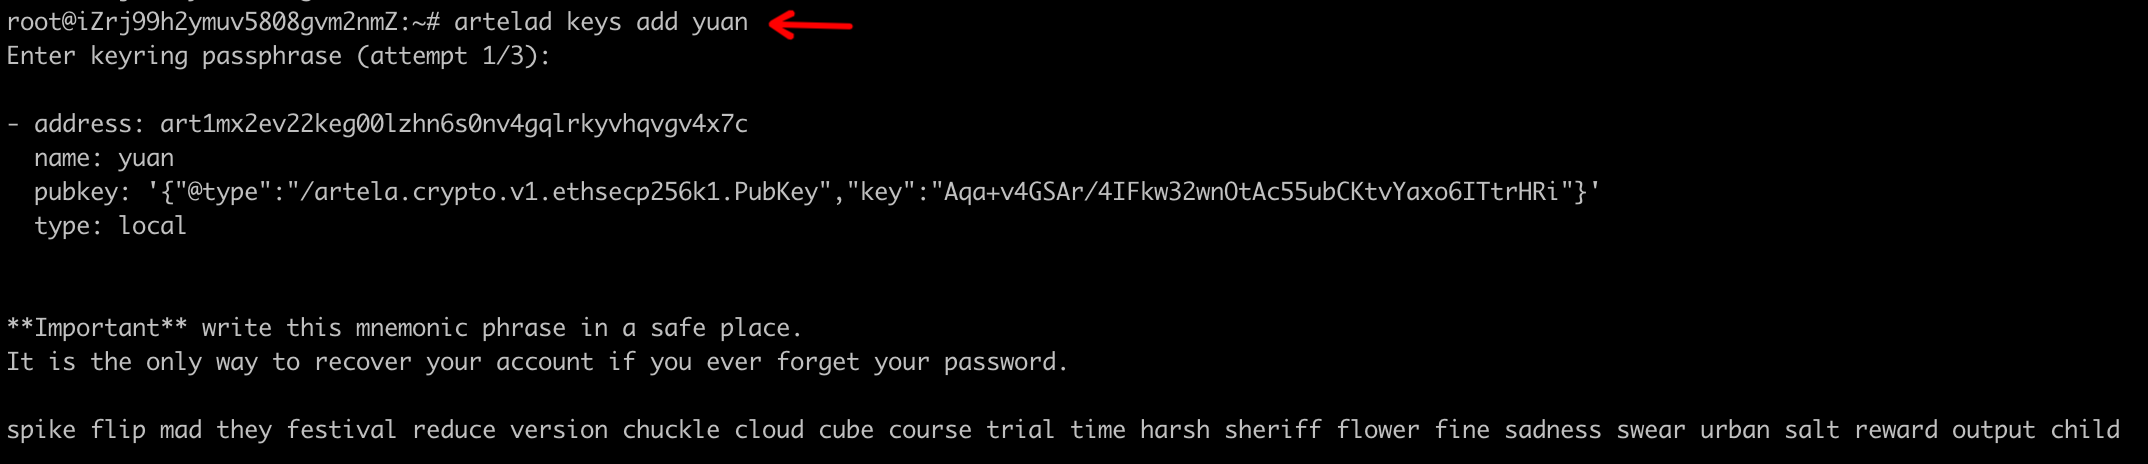 root@iZrj99h2ymuv5808gvm2nmZ:~# artelad keys add yuan
Enter keyring passphrase (attempt 1/3):
- address: art1mx2ev22keg00lzhn6s0nv4gqlrkyvhqvgv4x7c
name: yuan
pubkey: '{"@type":"/artela.crypto.v1.ethsecp256k1.PubKey","key":"Aqa+v4GSAr/4IFkw32wnOtAc55ubCKtvYaxo6ITtrHRi"}'
type: local
**Important** write this mnemonic phrase in a safe place.
It is the only way to recover your account if you ever forget your password.
spike flip mad they festival reduce version chuckle cloud cube course trial time harsh sheriff flower fine sadness swear urban salt reward output child